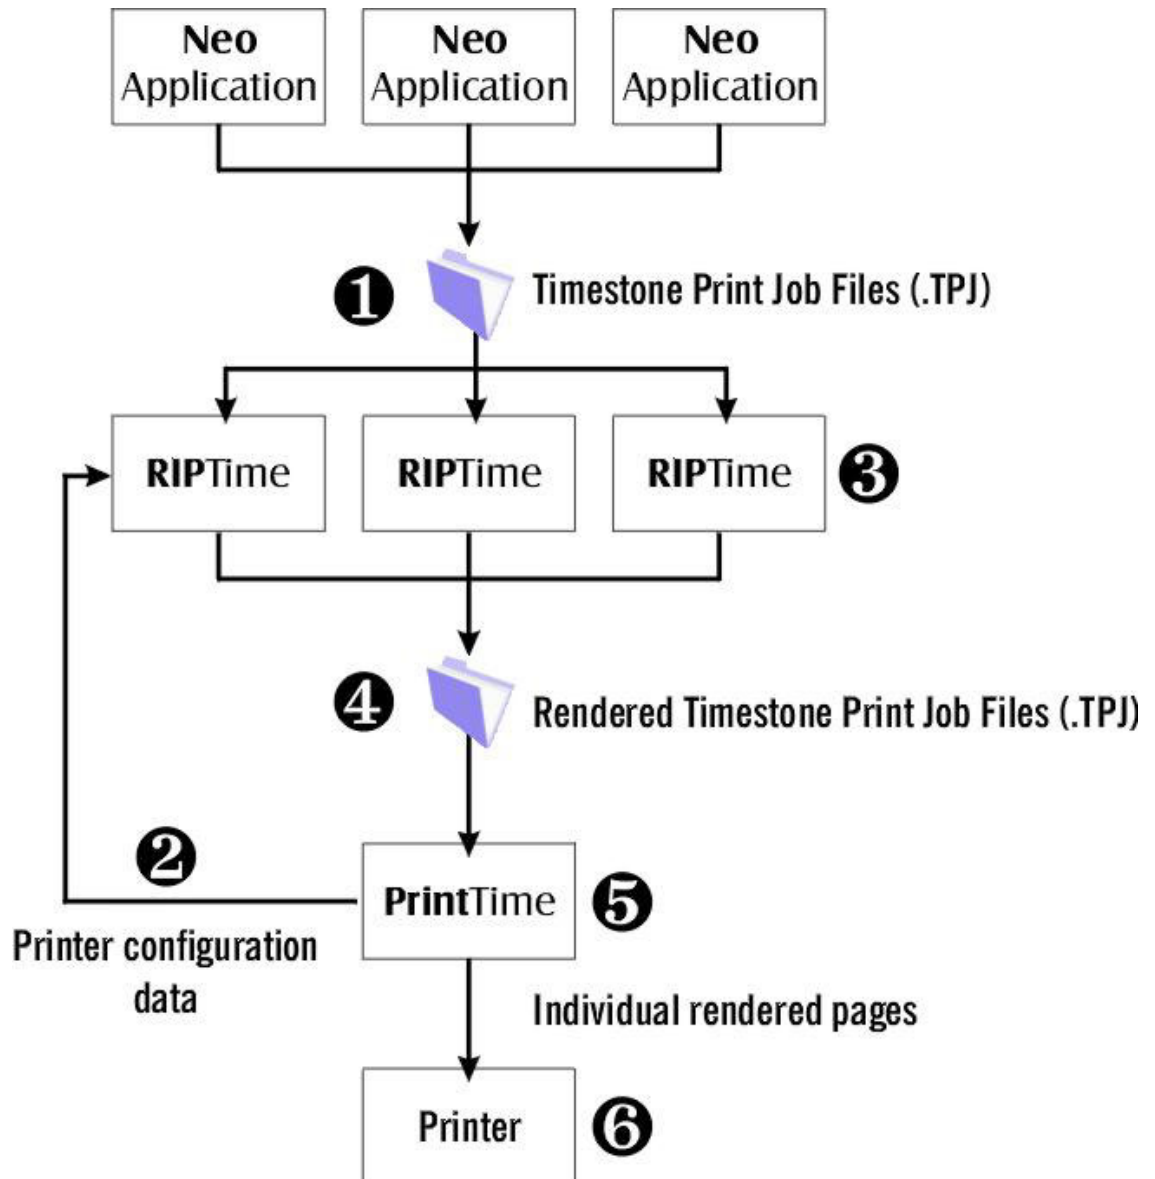 Neo
Application
Neo
Application
Neo
Application
❶
Timestone Print Job Files (.TPJ)
RIPTime
RIPTime
RIPTime
❸
❹
Rendered Timestone Print Job Files (.TPJ)
❷
Printer configuration
data
PrintTime
❺
Individual rendered pages
Printer
❻